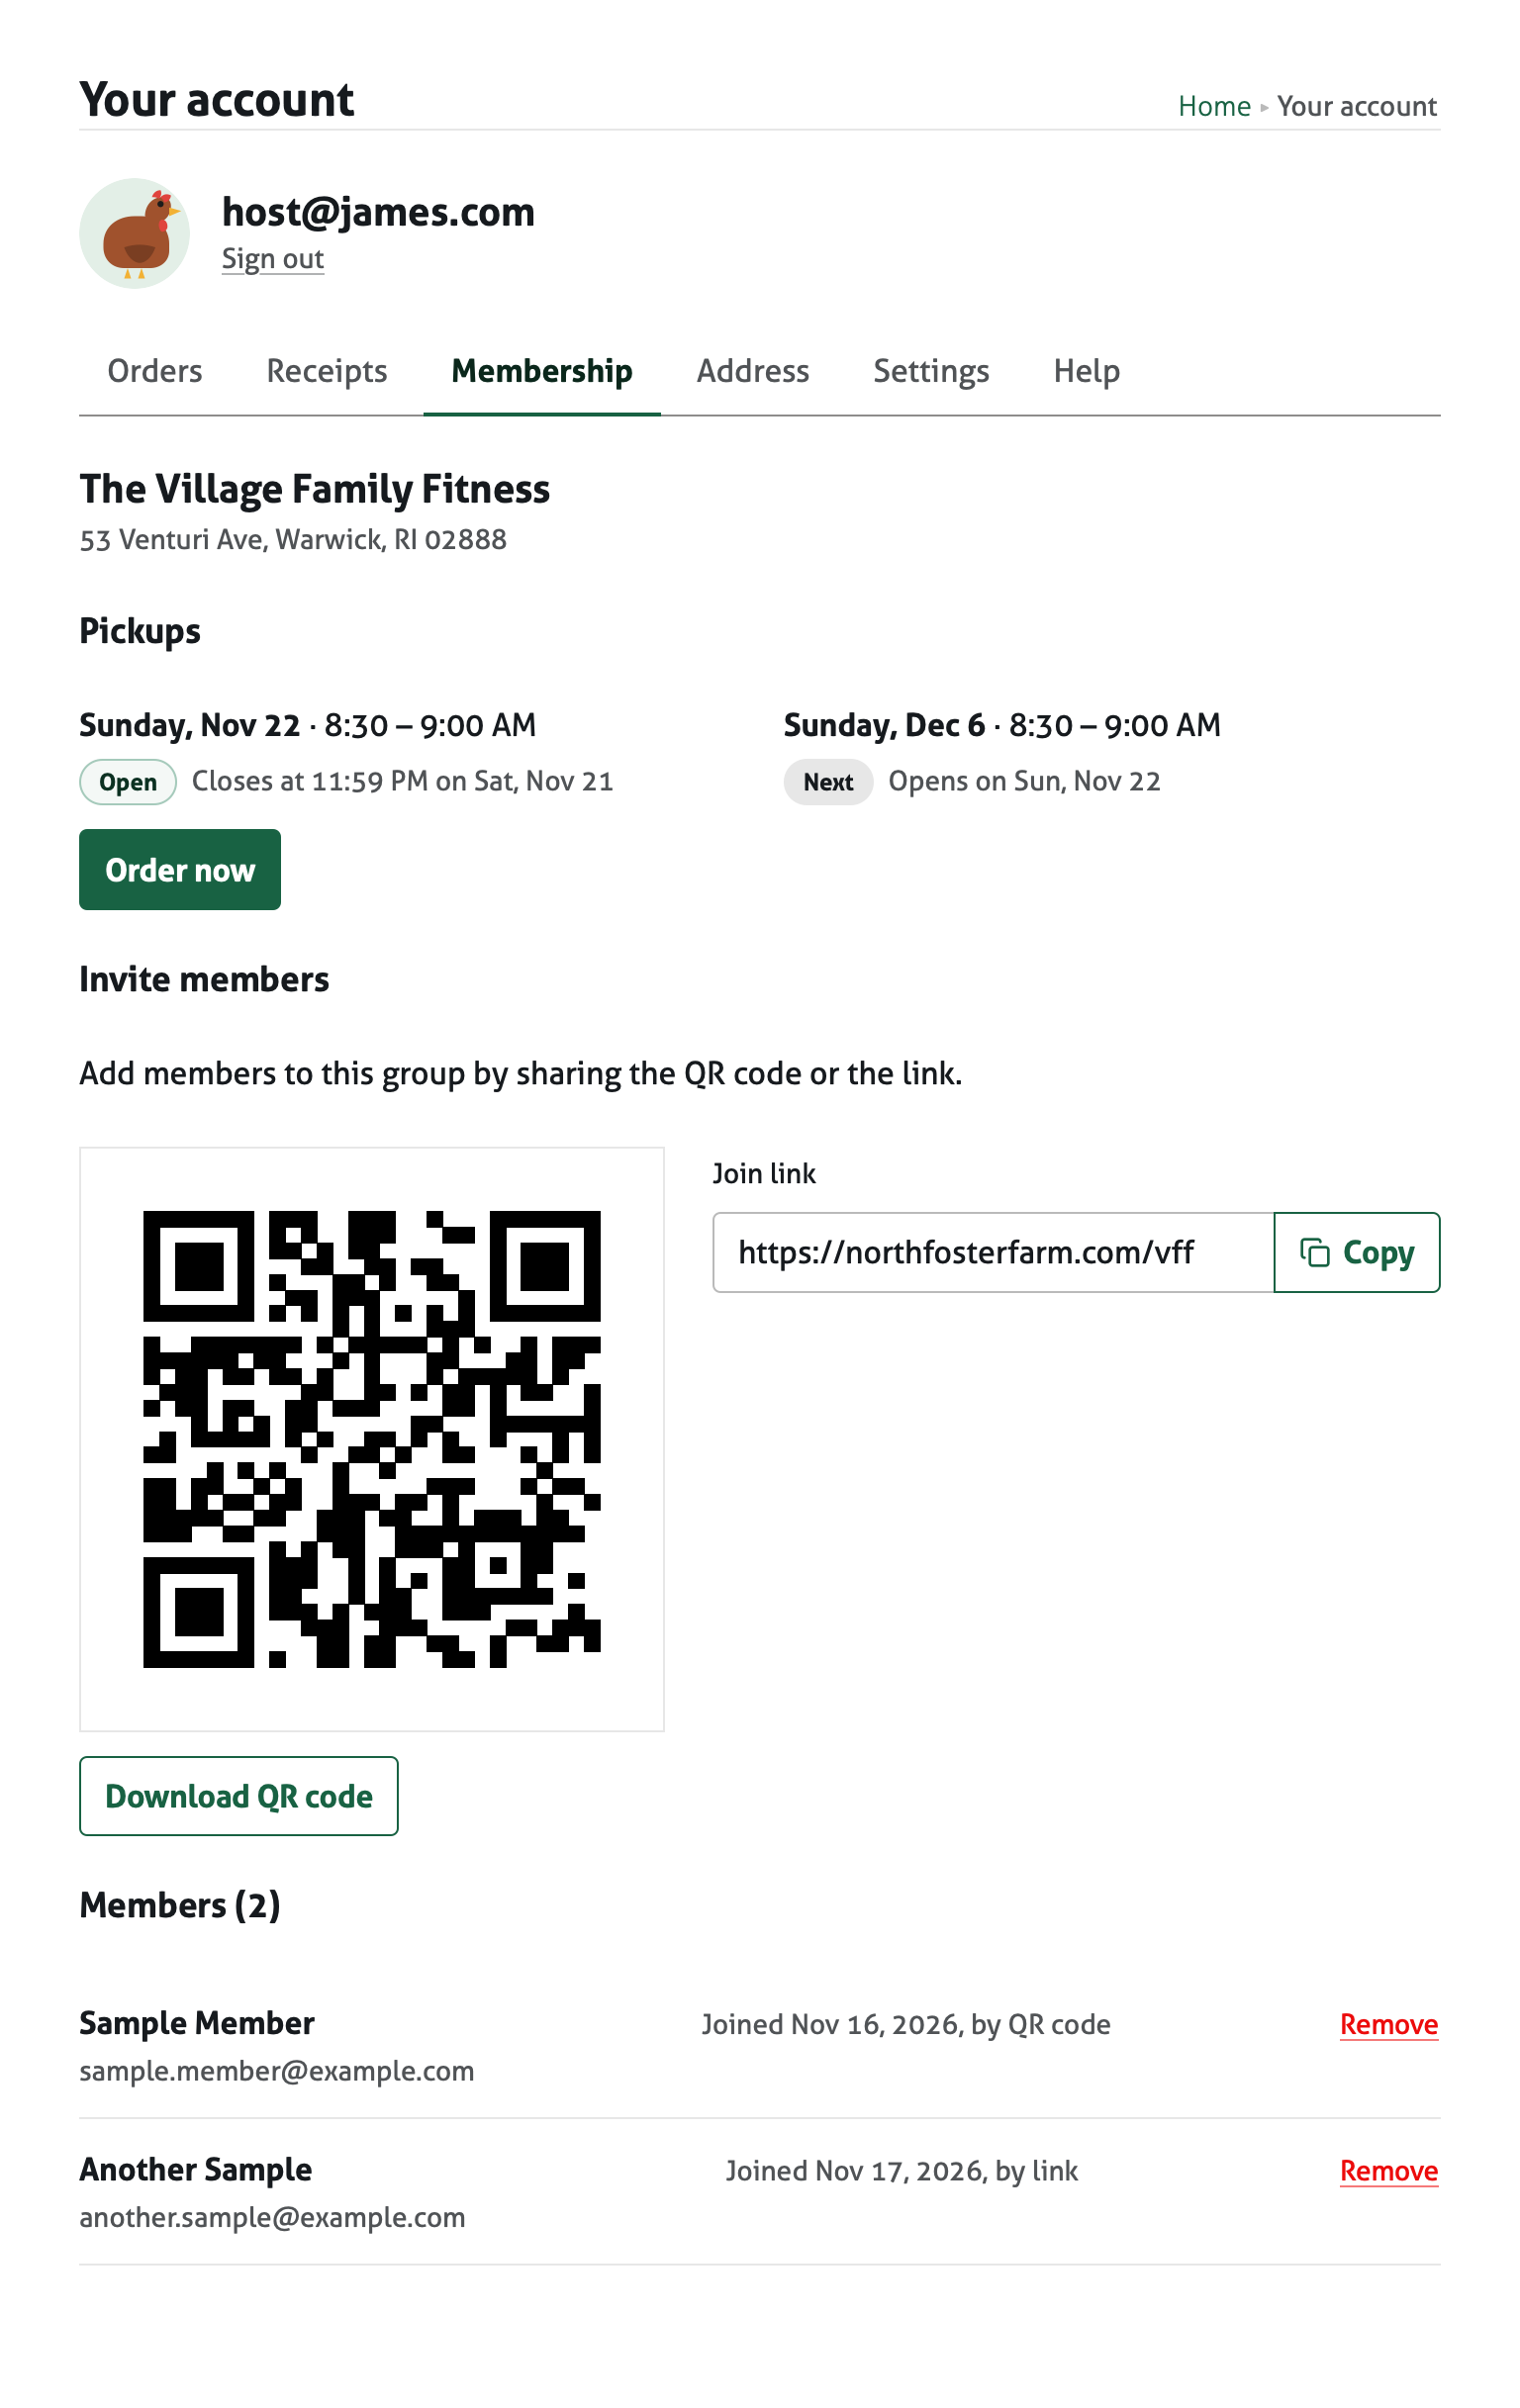 Your account
Home ▸ Your account
host@james.com
Sign out
Orders Receipts Membership Address Settings Help
The Village Family Fitness
53 Venturi Ave, Warwick, RI 02888
Pickups
Sunday, Nov 22 · 8:30 – 9:00 AM
Open Closes at 11:59 PM on Sat, Nov 21
Order now
Sunday, Dec 6 · 8:30 – 9:00 AM
Next Opens on Sun, Nov 22
Invite members
Add members to this group by sharing the QR code or the link.
Join link
https://northfosterfarm.com/vff Copy
Download QR code
Members (2)
Sample Member Joined Nov 16, 2026, by QR code Remove
sample.member@example.com
Another Sample Joined Nov 17, 2026, by link Remove
another.sample@example.com